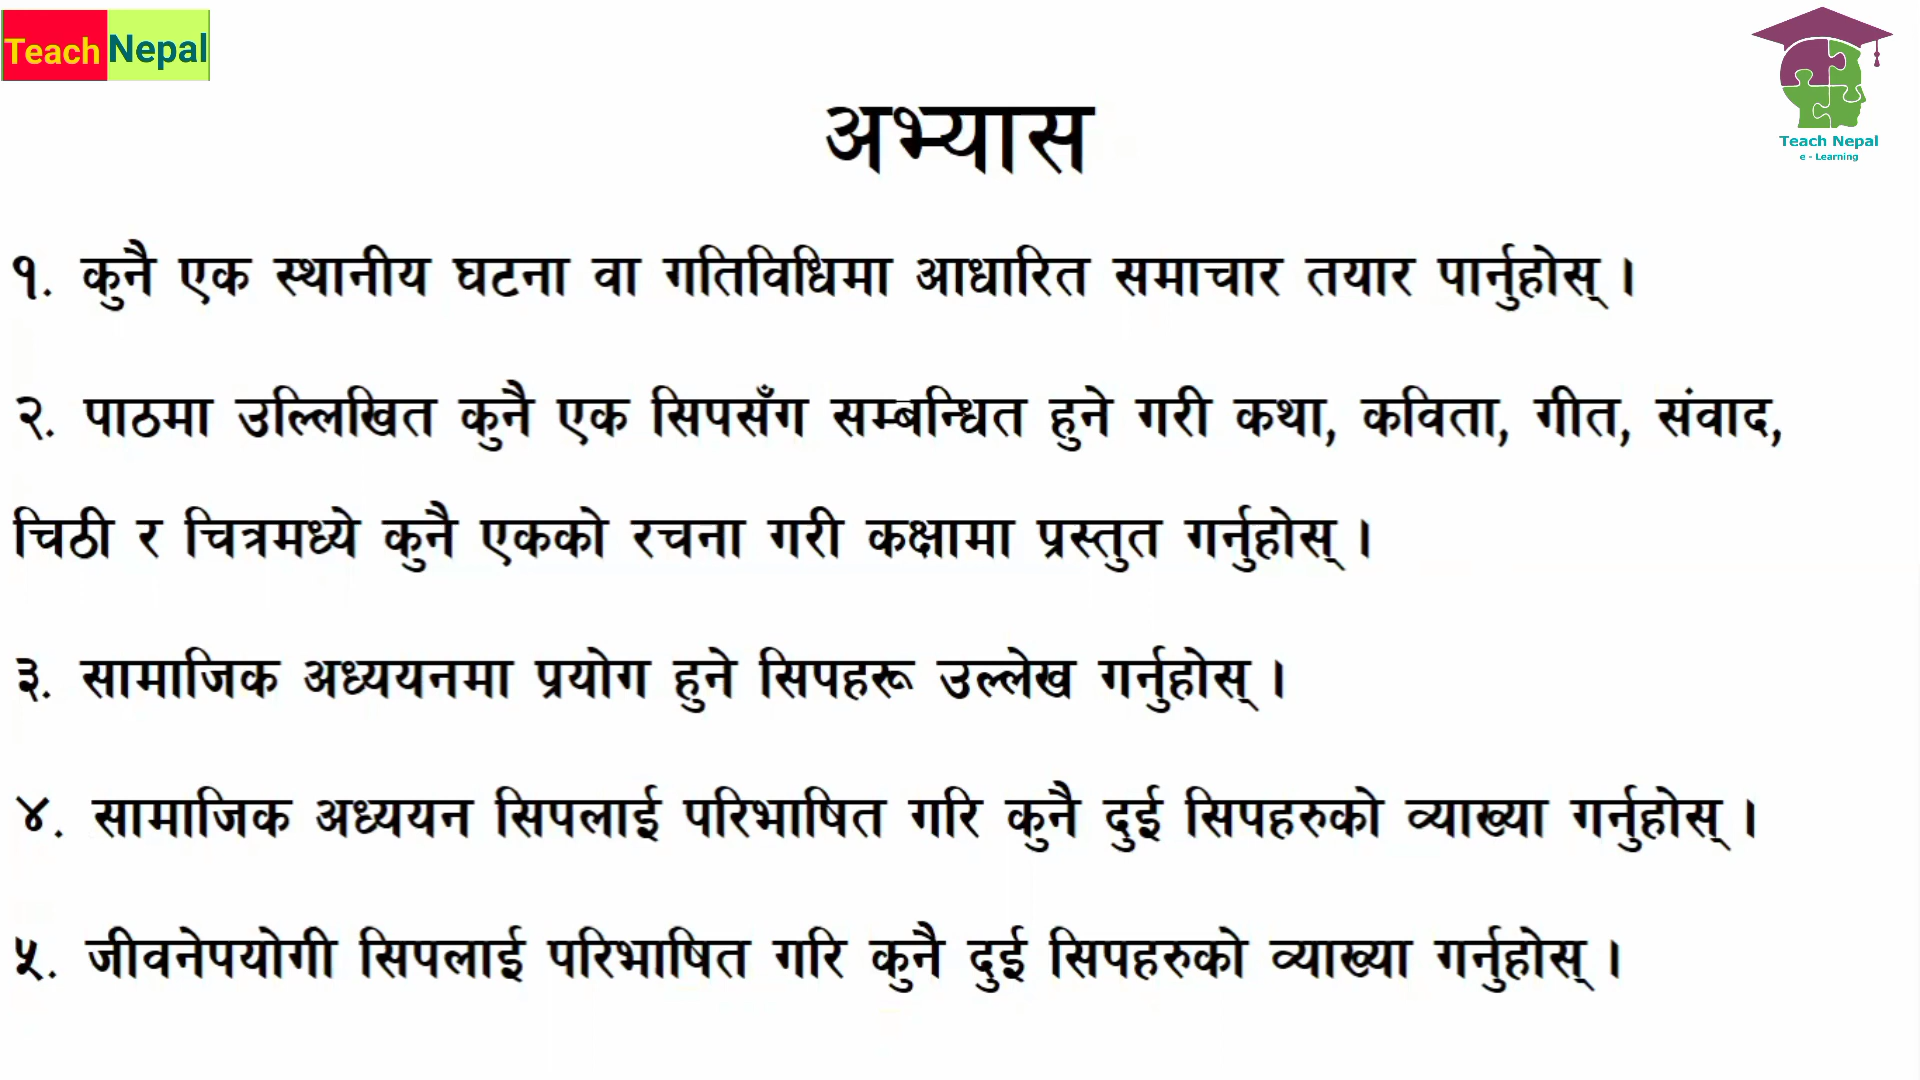 Teach Nepal
Teach Nepal
e - Learning
अभ्यास
१. कुनै एक स्थानीय घटना वा गतिविधिमा आधारित समाचार तयार पार्नुहोस् ।
२. पाठमा उल्लिखित कुनै एक सिपसँग सम्बन्धित हुने गरी कथा, कविता, गीत, संवाद,
चिठी र चित्रमध्ये कुनै एकको रचना गरी कक्षामा प्रस्तुत गर्नुहोस् ।
३. सामाजिक अध्ययनमा प्रयोग हुने सिपहरू उल्लेख गर्नुहोस् ।
४. सामाजिक अध्ययन सिपलाई परिभाषित गरि कुनै दुई सिपहरुको व्याख्या गर्नुहोस् ।
५. जीवनेपयोगी सिपलाई परिभाषित गरि कुनै दुई सिपहरुको व्याख्या गर्नुहोस् ।